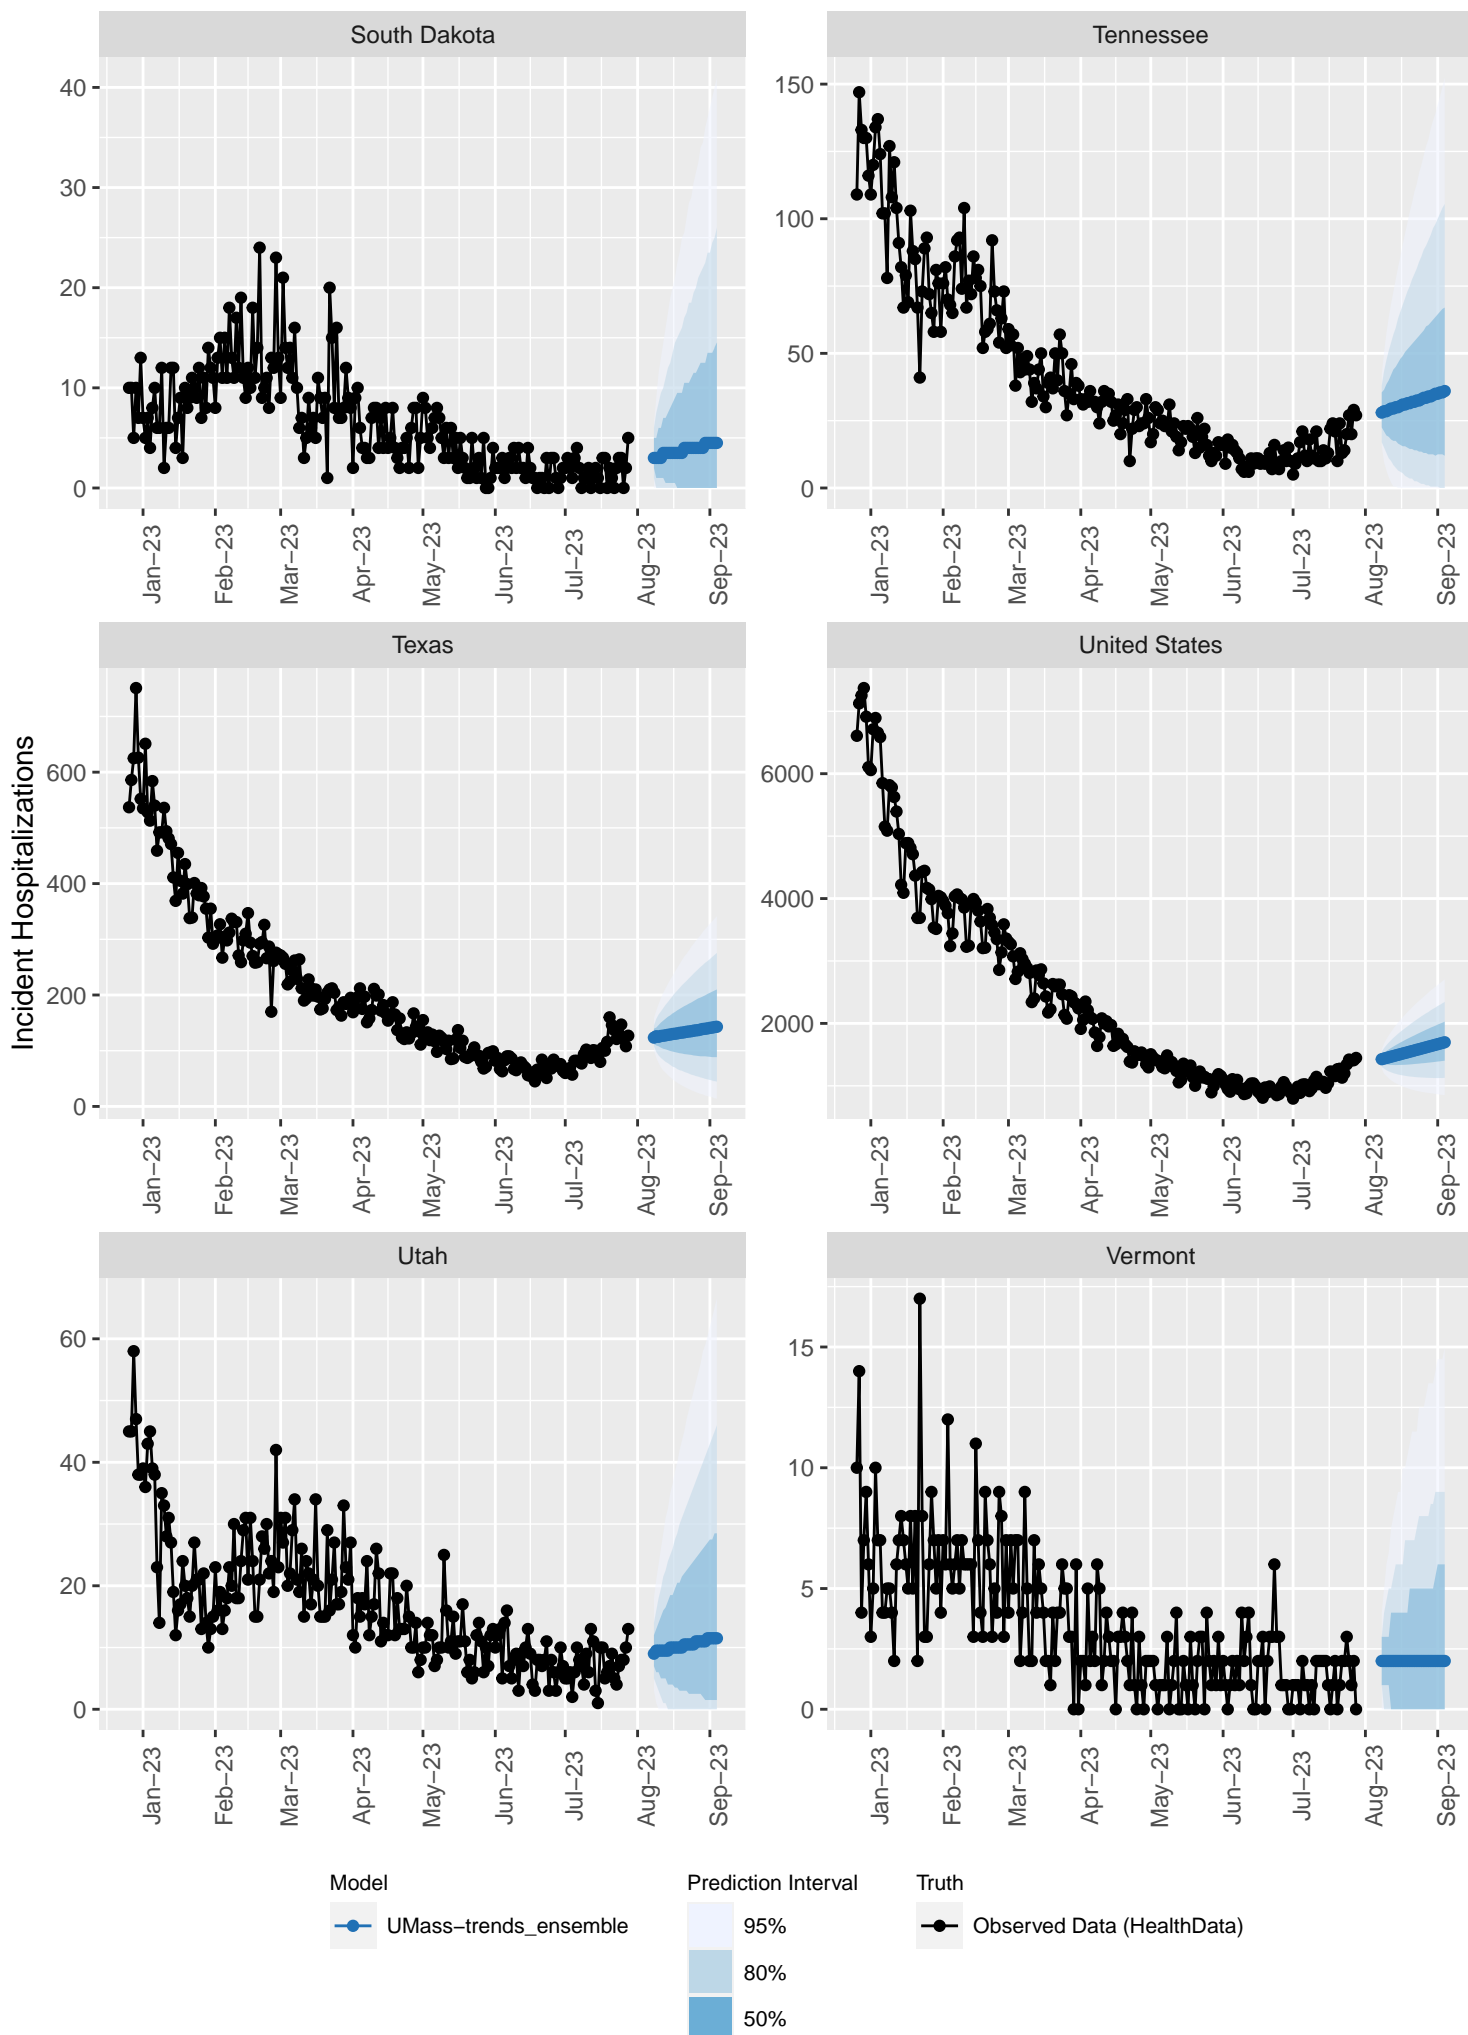 South Dakota
Tennessee
40
30
20
10
0
150
100
50
0
Jan−23
Feb−23
Mar−23
Apr−23
May−23
Jun−23
Jul−23
Aug−23
Sep−23
Jan−23
Feb−23
Mar−23
Apr−23
May−23
Jun−23
Jul−23
Aug−23
Sep−23
Incident Hospitalizations
Texas
United States
600
400
200
0
6000
4000
2000
Jan−23
Feb−23
Mar−23
Apr−23
May−23
Jun−23
Jul−23
Aug−23
Sep−23
Jan−23
Feb−23
Mar−23
Apr−23
May−23
Jun−23
Jul−23
Aug−23
Sep−23
Utah
Vermont
60
40
20
0
15
10
5
0
Jan−23
Feb−23
Mar−23
Apr−23
May−23
Jun−23
Jul−23
Aug−23
Sep−23
Jan−23
Feb−23
Mar−23
Apr−23
May−23
Jun−23
Jul−23
Aug−23
Sep−23
Model
UMass−trends_ensemble
Prediction Interval
95%
80%
50%
Truth
Observed Data (HealthData)